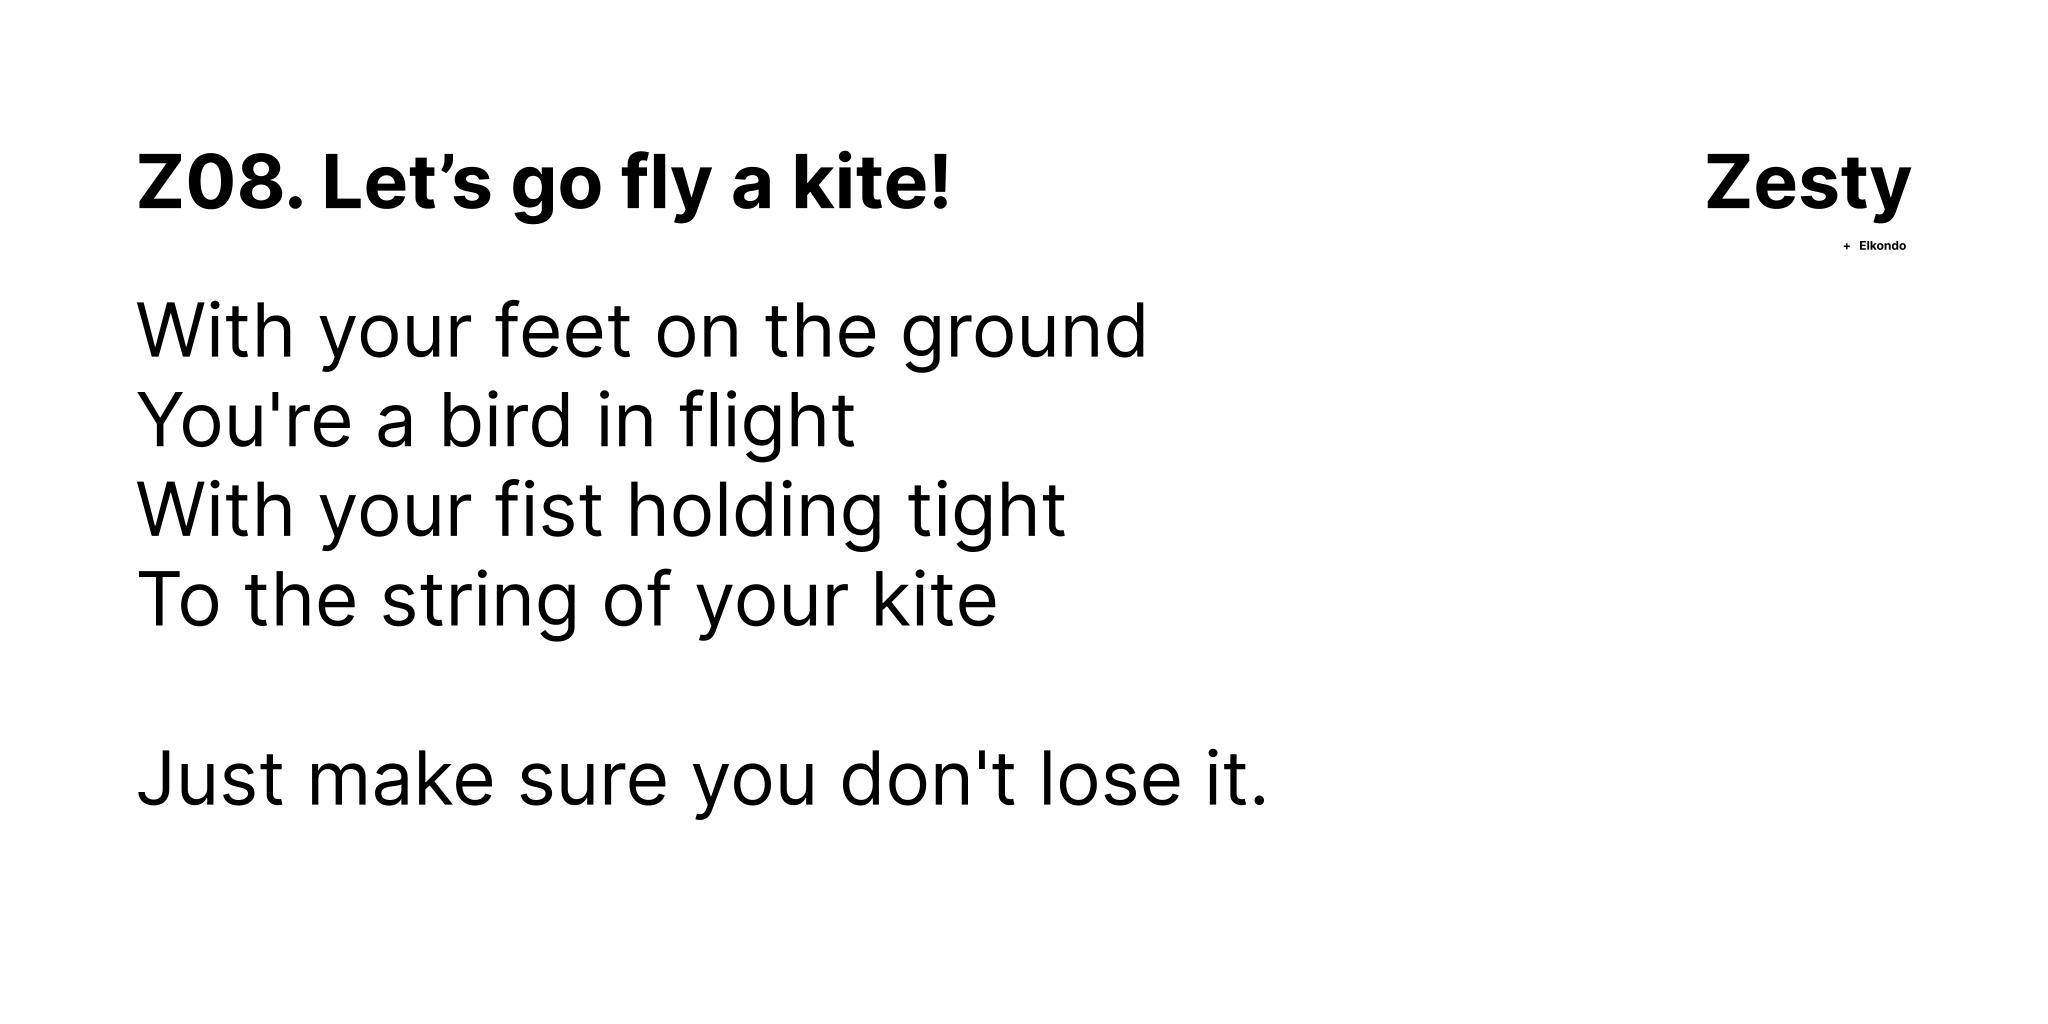 Z08. Let’s go fly a kite!
Zesty
+ Elkondo
With your feet on the ground
You're a bird in flight
With your fist holding tight
To the string of your kite
Just make sure you don't lose it.